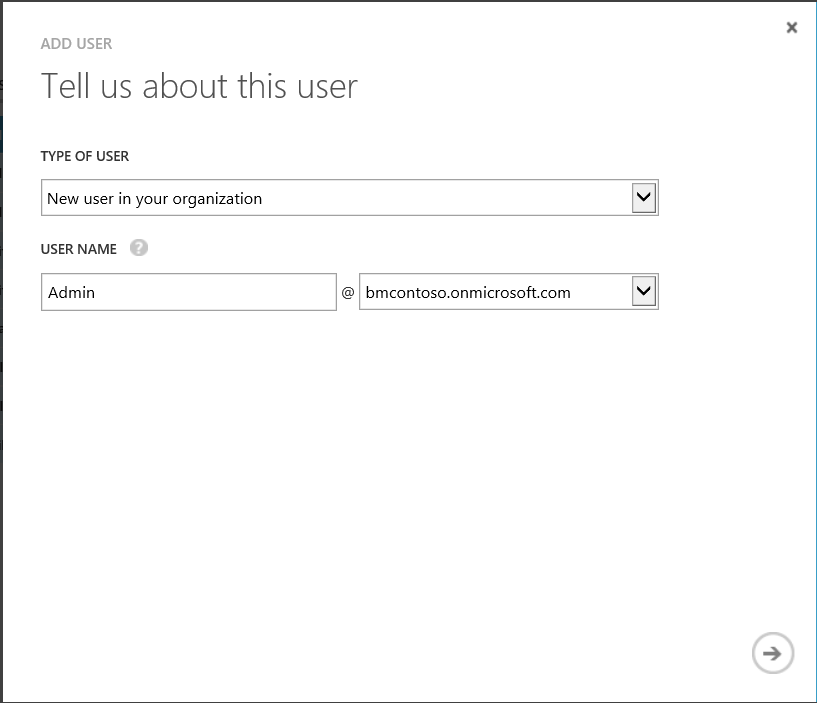 ADD USER
Tell us about this user
TYPE OF USER
New user in your organization
USER NAME ?
Admin @ bmcontoso.onmicrosoft.com